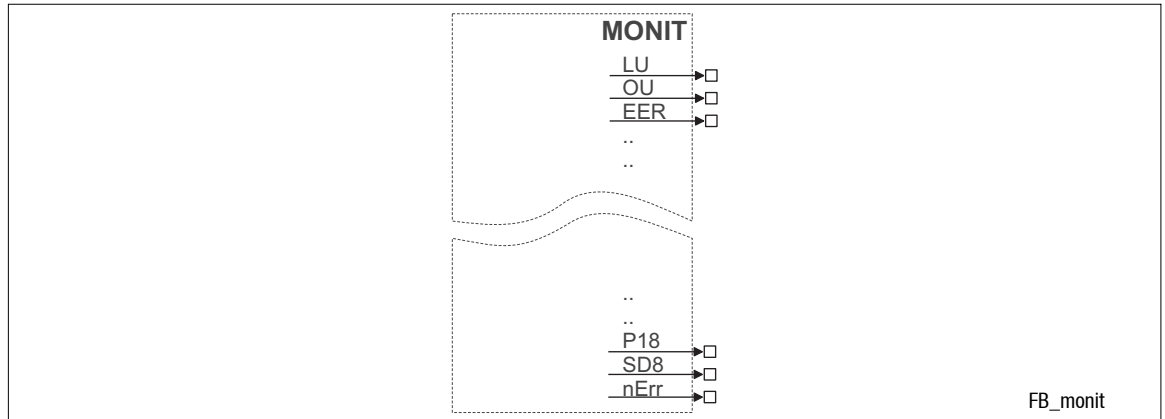 MONIT
LU
OU
EER
..
..
..
..
P18
SD8
nErr
FB_monit